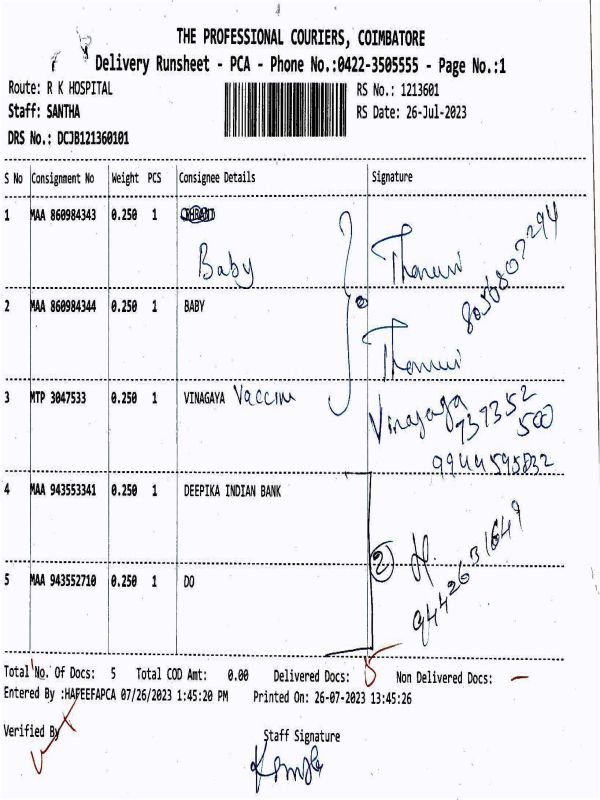 THE PROFESSIONAL COURIERS, COIMBATORE
Delivery Runsheet - PCA - Phone No.:0422-3505555 - Page No.:1
Route: R K HOSPITAL RS No.: 1213601
Staff: SANTHA RS Date: 26-Jul-2023
DRS No.: DCJB121360101
S No Consignment No Weight PCS Consignee Details Signature
1 MAA 860984343 0.250 1
Baby
2 MAA 860984344 0.250 1 BABY
3 MTP 3047533 0.250 1 VINAGAYA Vaccine Vinayaga
737352
500
9944595832
4 MAA 943553341 0.250 1 DEEPIKA INDIAN BANK
2
9442631649
5 MAA 943552710 0.250 1 DO
Total No. Of Docs: 5 Total COD Amt: 0.00 Delivered Docs: 5 Non Delivered Docs: -
Entered By :HAFEEFAPCA 07/26/2023 1:45:20 PM Printed On: 26-07-2023 13:45:26
Verified By Staff Signature